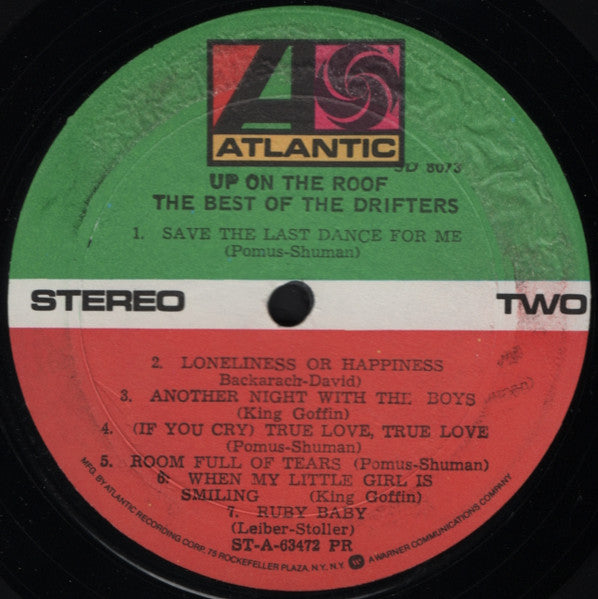 ATLANTIC
SD 8073
UP ON THE ROOF
THE BEST OF THE DRIFTERS
1. SAVE THE LAST DANCE FOR ME
(Pomus-Shuman)
STEREO
TWO
2. LONELINESS OR HAPPINESS
Backarach-David)
3. ANOTHER NIGHT WITH THE BOYS
(King Goffin)
4. (IF YOU CRY) TRUE LOVE, TRUE LOVE
(Pomus-Shuman)
5. ROOM FULL OF TEARS (Pomus-Shuman)
6. WHEN MY LITTLE GIRL IS
SMILING (King Goffin)
7. RUBY BABY
(Leiber-Stoller)
ST-A-63472 PR
MFG. BY ATLANTIC RECORDING CORP. 75 ROCKEFELLER PLAZA, N.Y., N.Y. A WARNER COMMUNICATIONS COMPANY